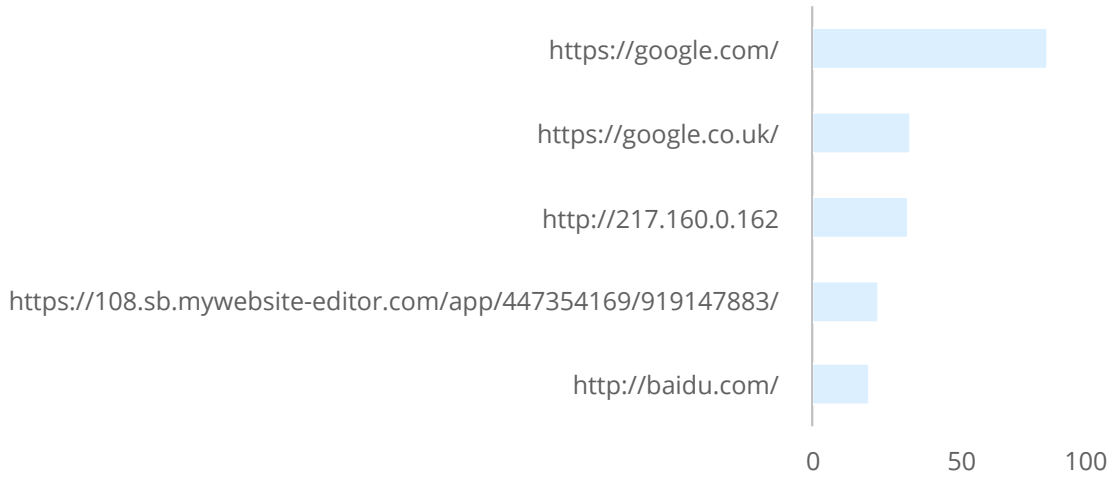 https://google.com/
https://google.co.uk/
http://217.160.0.162
https://108.sb.mywebsite-editor.com/app/447354169/919147883/
http://baidu.com/
0 50 100